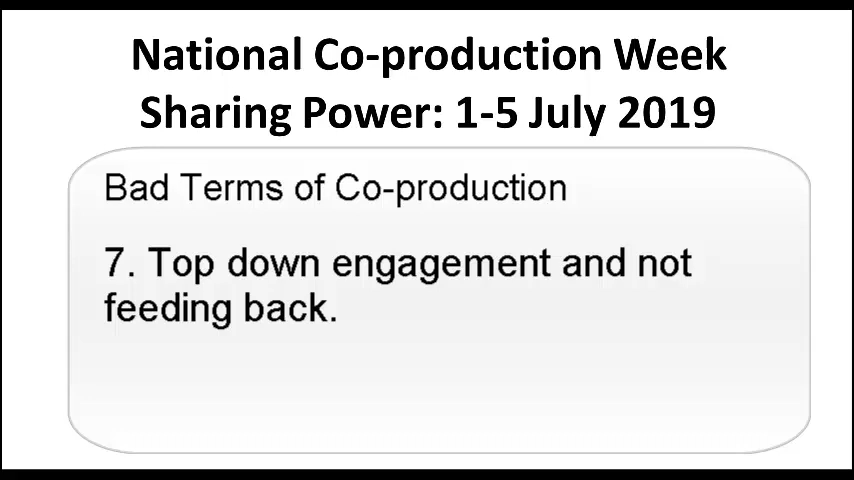 National Co-production Week
Sharing Power: 1-5 July 2019
Bad Terms of Co-production
7. Top down engagement and not
feeding back.